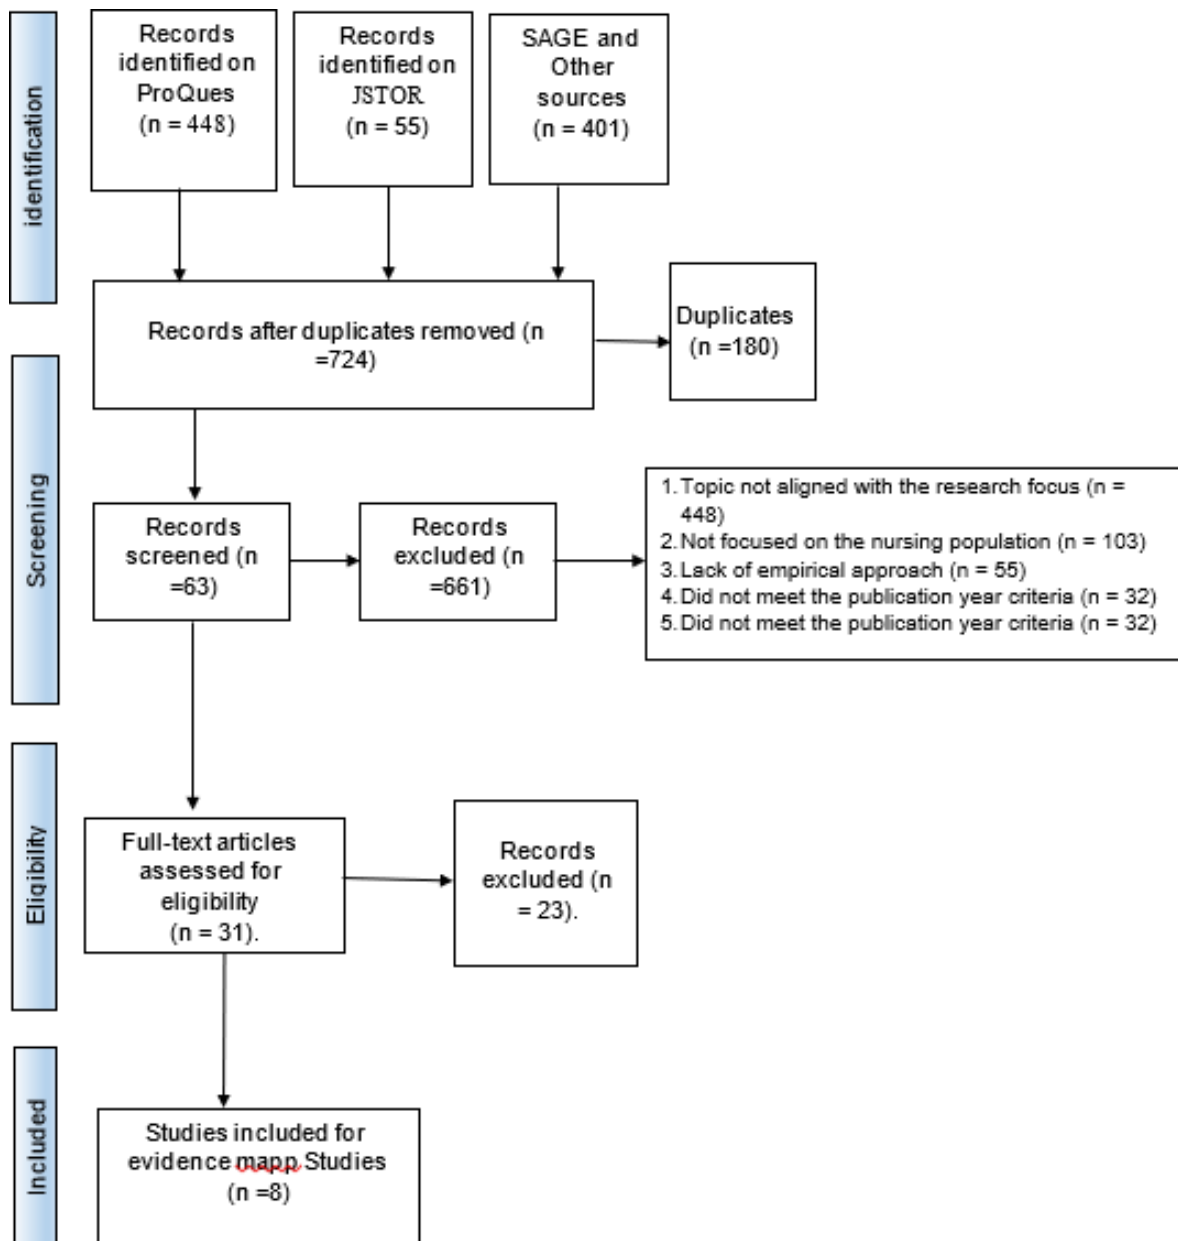 identification
Records
identified on
ProQues
(n = 448)
Records
identified on
JSTOR
(n = 55)
SAGE and
Other
sources
(n = 401)
Records after duplicates removed (n
=724)
Duplicates
(n =180)
Screening
Records
screened (n
=63)
Records
excluded (n
=661)
1. Topic not aligned with the research focus (n =
448)
2. Not focused on the nursing population (n = 103)
3. Lack of empirical approach (n = 55)
4. Did not meet the publication year criteria (n = 32)
5. Did not meet the publication year criteria (n = 32)
Eligibility
Full-text articles
assessed for
eligibility
(n = 31).
Records
excluded (n
= 23).
Included
Studies included for
evidence mapp Studies
(n =8)